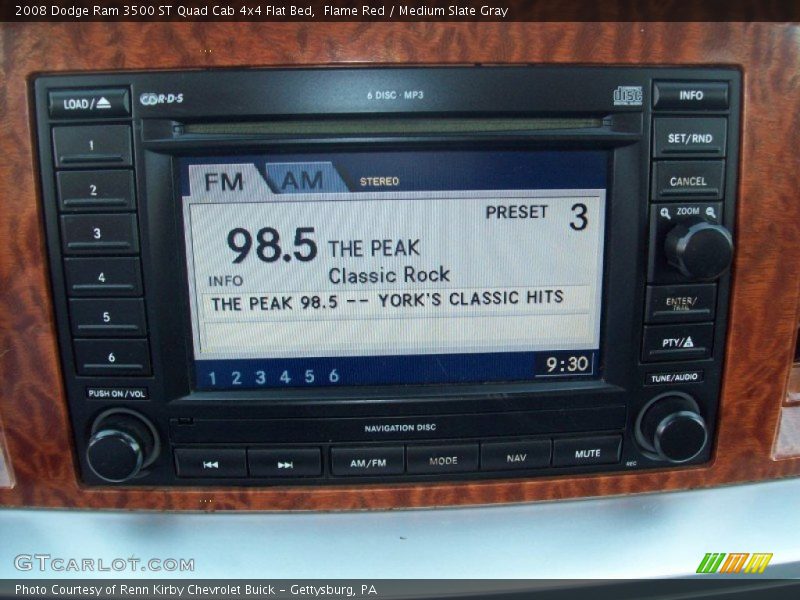 2008 Dodge Ram 3500 ST Quad Cab 4x4 Flat Bed,  Flame Red / Medium Slate Gray
LOAD/⏏
R·D·S
6 DISC · MP3
disc
INFO
1
2
3
4
5
6
FM
AM
STEREO
PRESET 3
98.5 THE PEAK
INFO
Classic Rock
THE PEAK 98.5 -- YORK'S CLASSIC HITS
1 2 3 4 5 6
9:30
SET/RND
CANCEL
ZOOM
ENTER/
PTY/
TUNE/AUDIO
PUSH ON/VOL
NAVIGATION DISC
AM/FM
MODE
NAV
MUTE
REC
GTCARLOT.COM
Photo Courtesy of Renn Kirby Chevrolet Buick - Gettysburg, PA